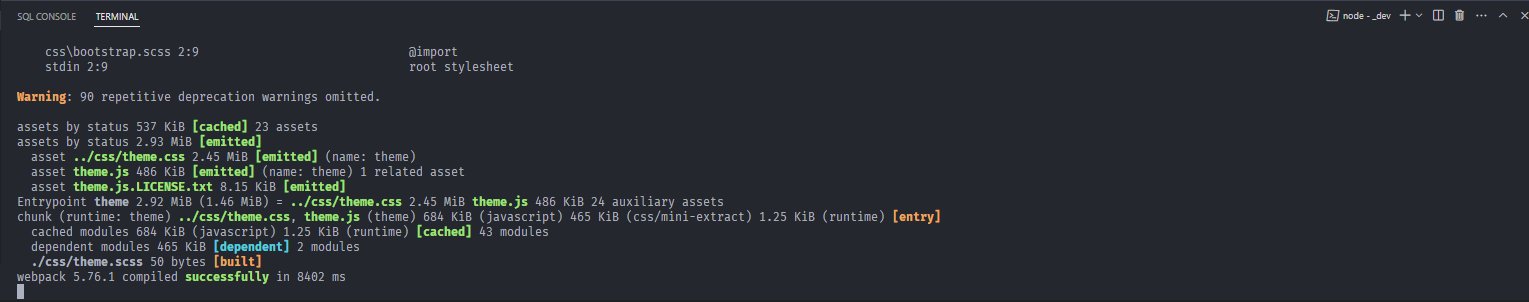 SQL CONSOLE TERMINAL node - _dev
css\bootstrap.scss 2:9 @import
stdin 2:9 root stylesheet
Warning: 90 repetitive deprecation warnings omitted.
assets by status 537 KiB [cached] 23 assets
assets by status 2.93 MiB [emitted]
asset ../css/theme.css 2.45 MiB [emitted] (name: theme)
asset theme.js 486 KiB [emitted] (name: theme) 1 related asset
asset theme.js.LICENSE.txt 8.15 KiB [emitted]
Entrypoint theme 2.92 MiB (1.46 MiB) = ../css/theme.css 2.45 MiB theme.js 486 KiB 24 auxiliary assets
chunk (runtime: theme) ../css/theme.css, theme.js (theme) 684 KiB (javascript) 465 KiB (css/mini-extract) 1.25 KiB (runtime) [entry]
cached modules 684 KiB (javascript) 1.25 KiB (runtime) [cached] 43 modules
dependent modules 465 KiB [dependent] 2 modules
./css/theme.scss 50 bytes [built]
webpack 5.76.1 compiled successfully in 8402 ms